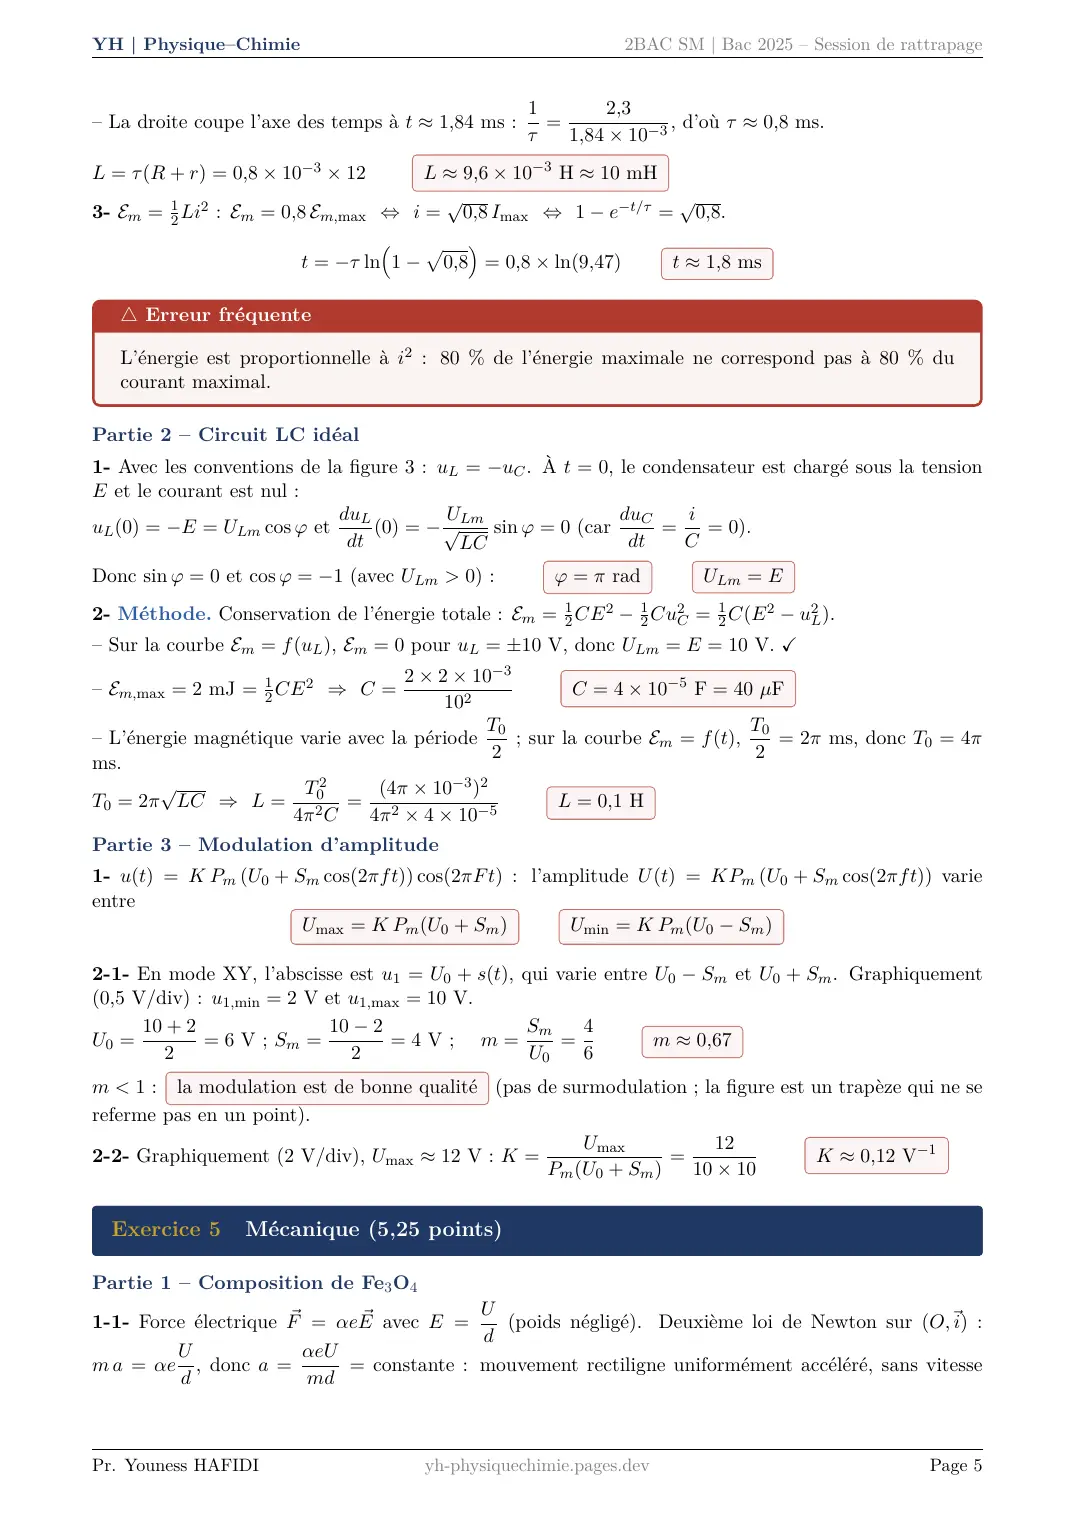 YH | Physique–Chimie 2BAC SM | Bac 2025 – Session de rattrapage
– La droite coupe l'axe des temps à t ≈ 1,84 ms : 1/τ = 2,3/(1,84 × 10⁻³), d'où τ ≈ 0,8 ms.
L = τ(R + r) = 0,8 × 10⁻³ × 12 L ≈ 9,6 × 10⁻³ H ≈ 10 mH
3- ℰm = ½Li² : ℰm = 0,8 ℰm,max ⇔ i = √0,8 Imax ⇔ 1 − e^(−t/τ) = √0,8.
t = −τ ln(1 − √0,8) = 0,8 × ln(9,47) t ≈ 1,8 ms
△ Erreur fréquente
L'énergie est proportionnelle à i² : 80 % de l'énergie maximale ne correspond pas à 80 % du
courant maximal.
Partie 2 – Circuit LC idéal
1- Avec les conventions de la figure 3 : uL = −uC. À t = 0, le condensateur est chargé sous la tension
E et le courant est nul :
uL(0) = −E = ULm cos φ et duL/dt (0) = −ULm/√LC sin φ = 0 (car duC/dt = i/C = 0).
Donc sin φ = 0 et cos φ = −1 (avec ULm > 0) : φ = π rad ULm = E
2- Méthode. Conservation de l'énergie totale : ℰm = ½CE² − ½CuC² = ½C(E² − uL²).
– Sur la courbe ℰm = f(uL), ℰm = 0 pour uL = ±10 V, donc ULm = E = 10 V. ✓
– ℰm,max = 2 mJ = ½CE² ⇒ C = (2 × 2 × 10⁻³)/10² C = 4 × 10⁻⁵ F = 40 μF
– L'énergie magnétique varie avec la période T0/2 ; sur la courbe ℰm = f(t), T0/2 = 2π ms, donc T0 = 4π
ms.
T0 = 2π√LC ⇒ L = T0²/(4π²C) = (4π × 10⁻³)²/(4π² × 4 × 10⁻⁵) L = 0,1 H
Partie 3 – Modulation d'amplitude
1- u(t) = K Pm (U0 + Sm cos(2πft)) cos(2πFt) : l'amplitude U(t) = KPm (U0 + Sm cos(2πft)) varie
entre
Umax = K Pm(U0 + Sm) Umin = K Pm(U0 − Sm)
2-1- En mode XY, l'abscisse est u1 = U0 + s(t), qui varie entre U0 − Sm et U0 + Sm. Graphiquement
(0,5 V/div) : u1,min = 2 V et u1,max = 10 V.
U0 = (10 + 2)/2 = 6 V ; Sm = (10 − 2)/2 = 4 V ; m = Sm/U0 = 4/6 m ≈ 0,67
m < 1 : la modulation est de bonne qualité (pas de surmodulation ; la figure est un trapèze qui ne se
referme pas en un point).
2-2- Graphiquement (2 V/div), Umax ≈ 12 V : K = Umax/(Pm(U0 + Sm)) = 12/(10 × 10) K ≈ 0,12 V⁻¹
Exercice 5 Mécanique (5,25 points)
Partie 1 – Composition de Fe₃O₄
1-1- Force électrique F⃗ = αeE⃗ avec E = U/d (poids négligé). Deuxième loi de Newton sur (O, i⃗) :
m a = αe U/d, donc a = αeU/(md) = constante : mouvement rectiligne uniformément accéléré, sans vitesse
Pr. Youness HAFIDI yh-physiquechimie.pages.dev Page 5